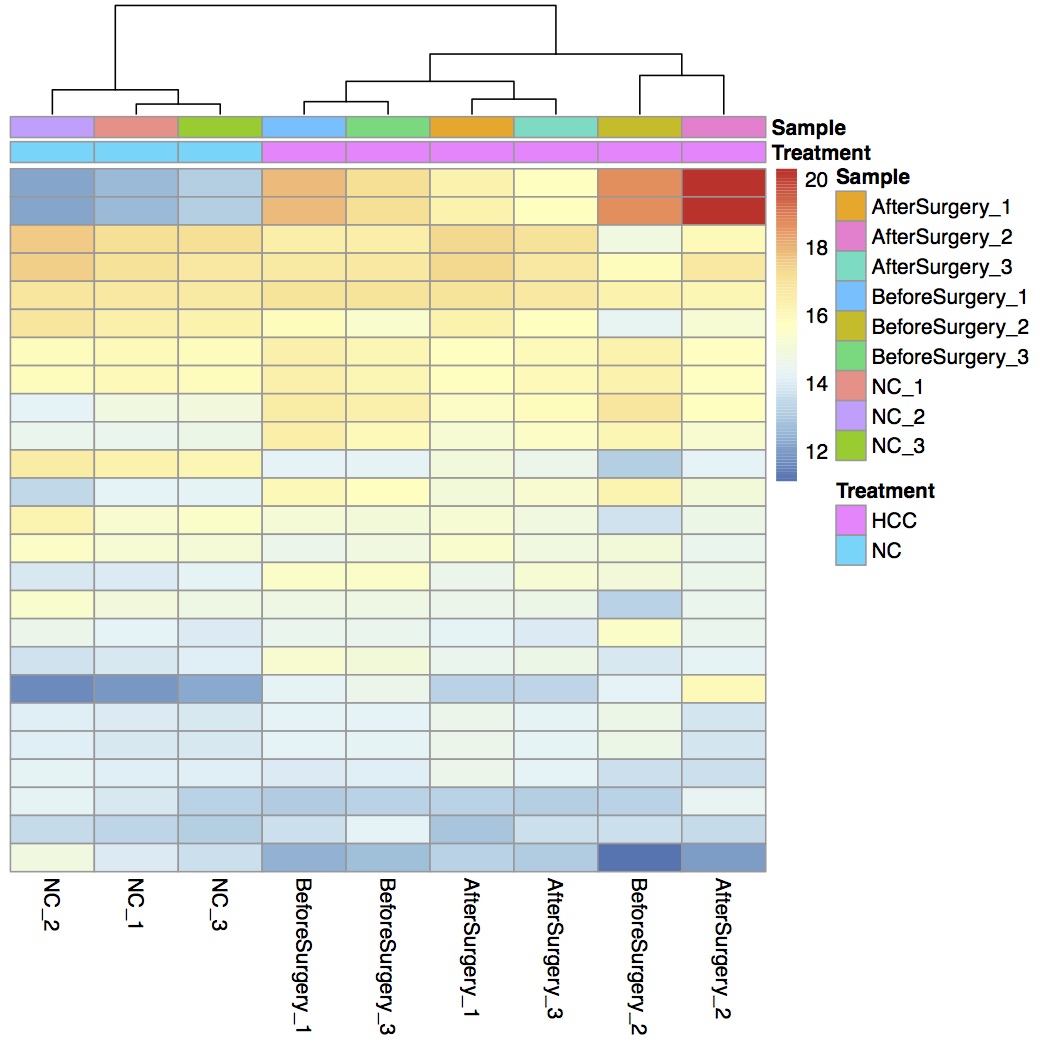 Sample
Treatment
20
18
16
14
12
Sample
AfterSurgery_1
AfterSurgery_2
AfterSurgery_3
BeforeSurgery_1
BeforeSurgery_2
BeforeSurgery_3
NC_1
NC_2
NC_3
Treatment
HCC
NC
NC_2
NC_1
NC_3
BeforeSurgery_1
BeforeSurgery_3
AfterSurgery_1
AfterSurgery_3
BeforeSurgery_2
AfterSurgery_2